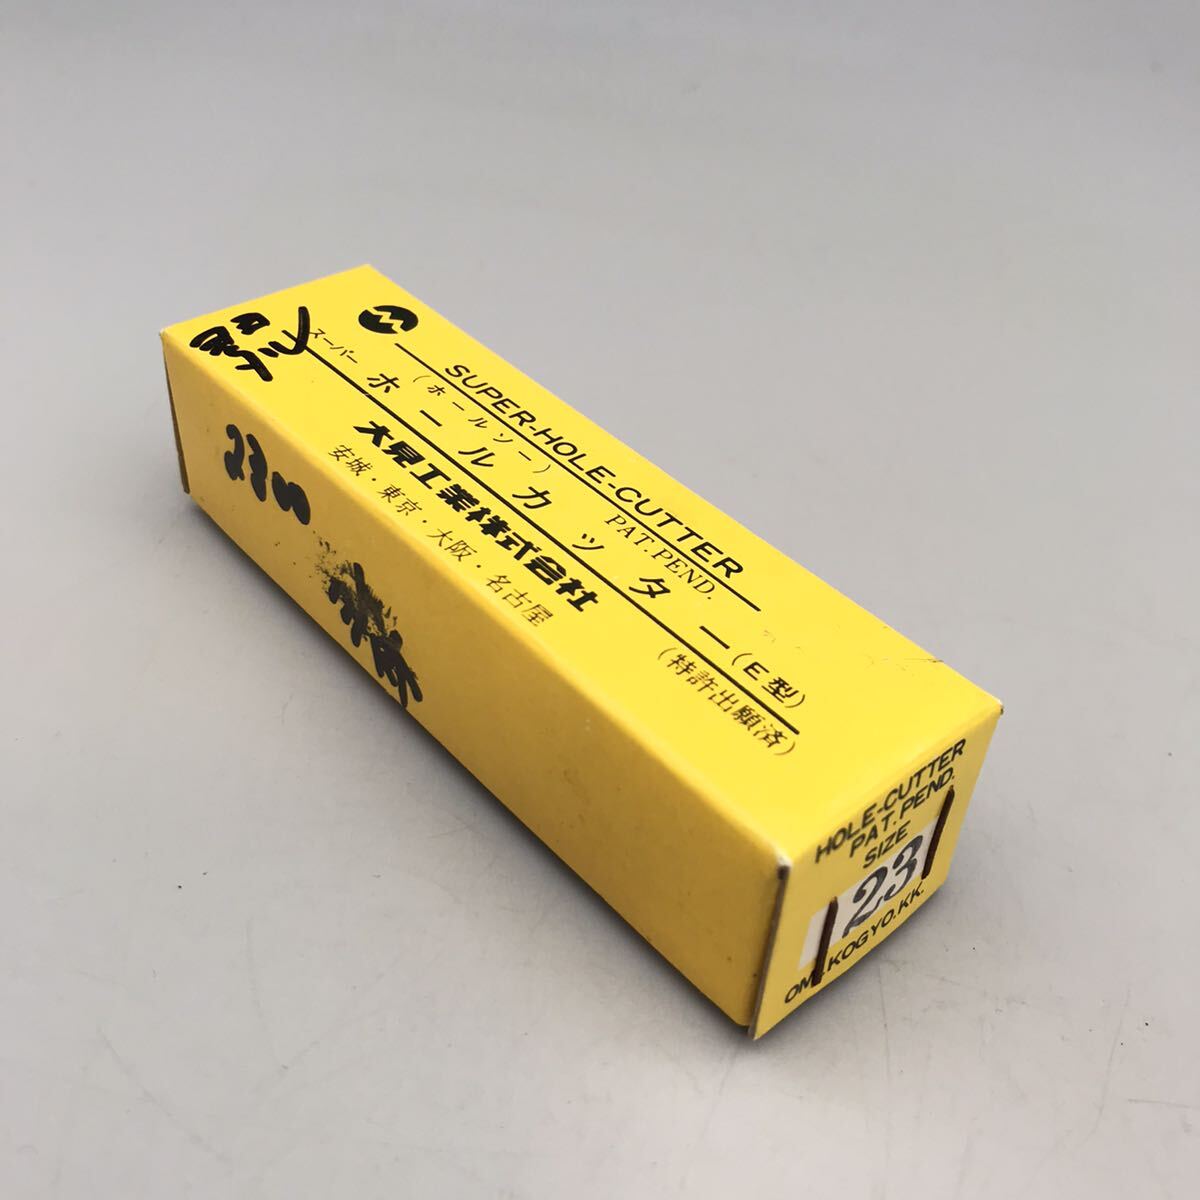 SUPER-HOLE-CUTTER
(ホールソー) PAT.PEND.
スーパー ホールカッター (E型)
大見工業株式会社 (特許出願済)
安城・東京・大阪・名古屋
HOLE-CUTTER
PAT. PEND.
SIZE
23
OMI KOGYO.KK.